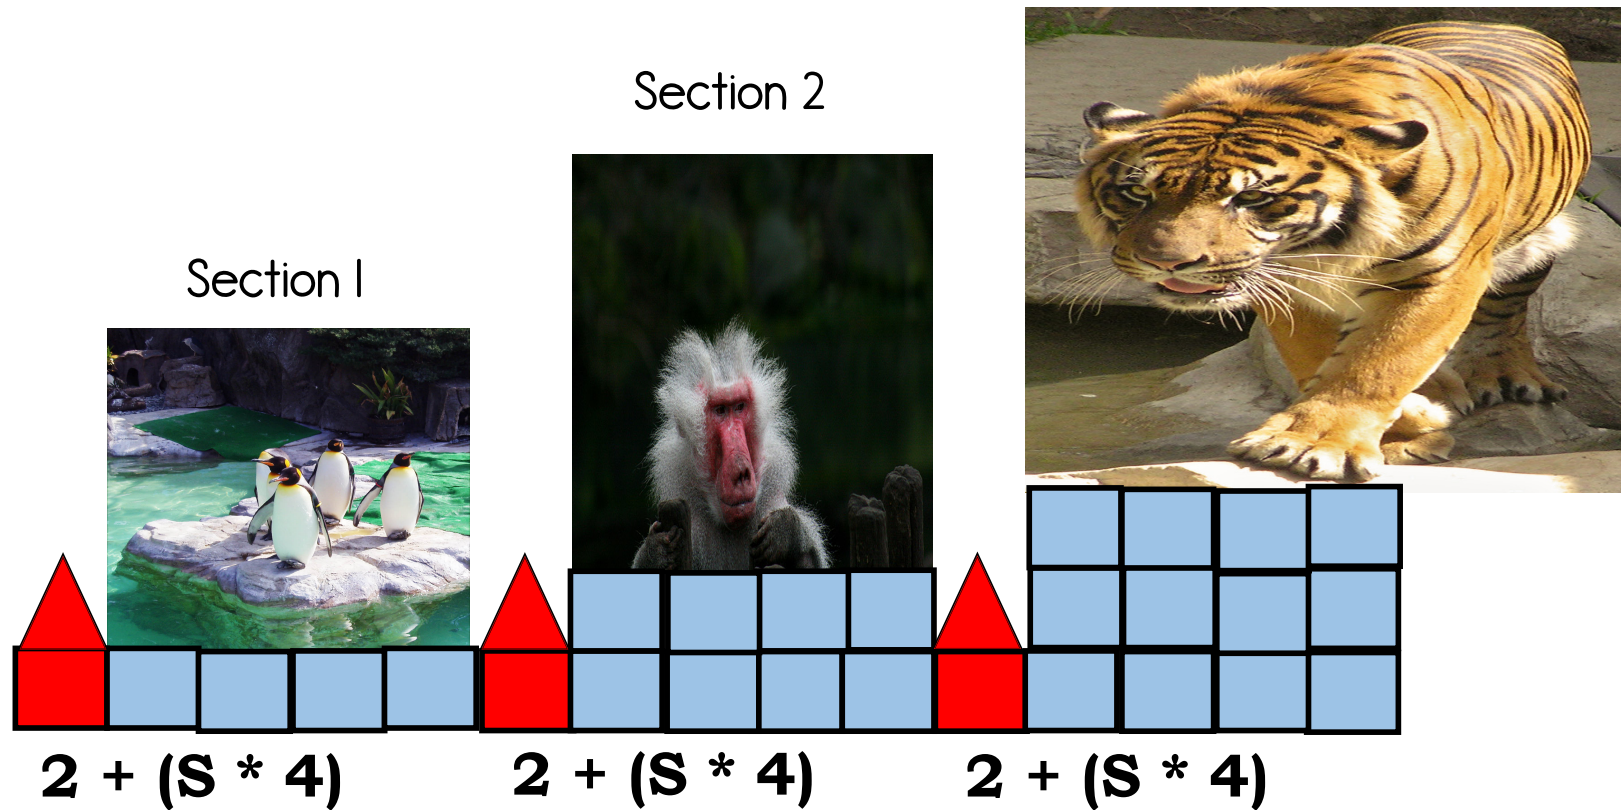 Section 1
Section 2
2 + (S * 4)
2 + (S * 4)
2 + (S * 4)